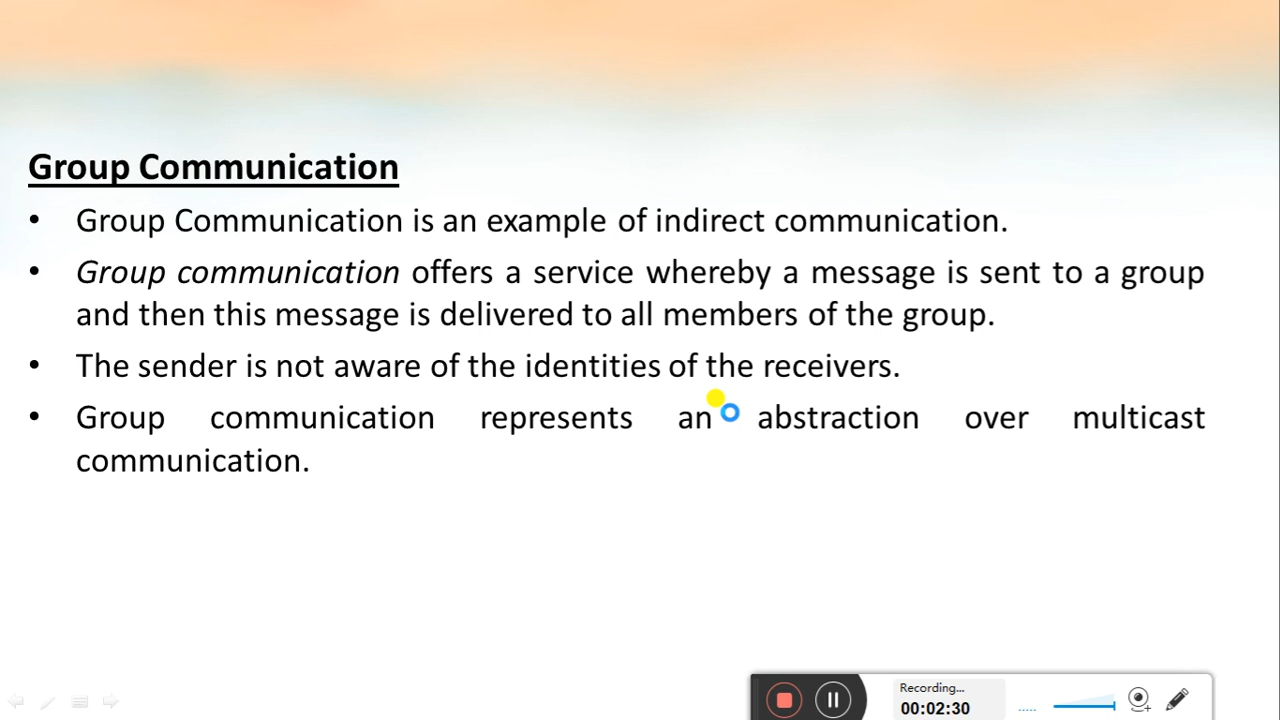 Group Communication
• Group Communication is an example of indirect communication.
• Group communication offers a service whereby a message is sent to a group
and then this message is delivered to all members of the group.
• The sender is not aware of the identities of the receivers.
• Group communication represents an abstraction over multicast
communication.
Recording...
00:02:30